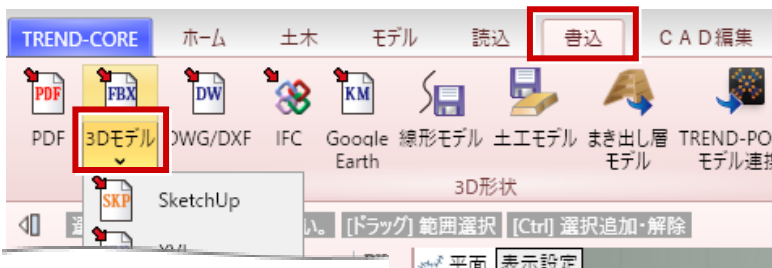 TREND-CORE ホーム 土木 モデル 読込 書込 CAD編集
PDF FBX DW KM
PDF 3Dモデル DWG/DXF IFC Google Earth 線形モデル 土工モデル まき出し層モデル TREND-PO
モデル連携
3D形状
SKP SketchUp
い。 [ドラッグ] 範囲選択 [Ctrl] 選択追加・解除
平面 表示設定